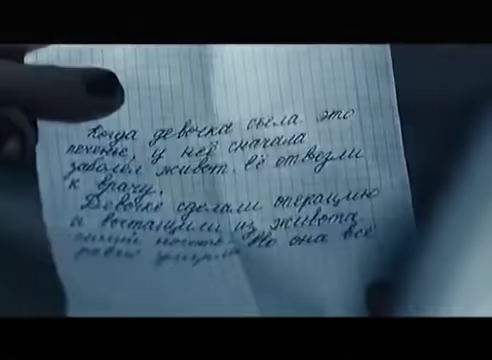 Когда девочка съела это
печенье, у неё сначала
заболел живот. Её отвезли
к врачу.
Девочке сделали операцию
и вытащили из живота
синий ноготь. Но она всё
равно умерла